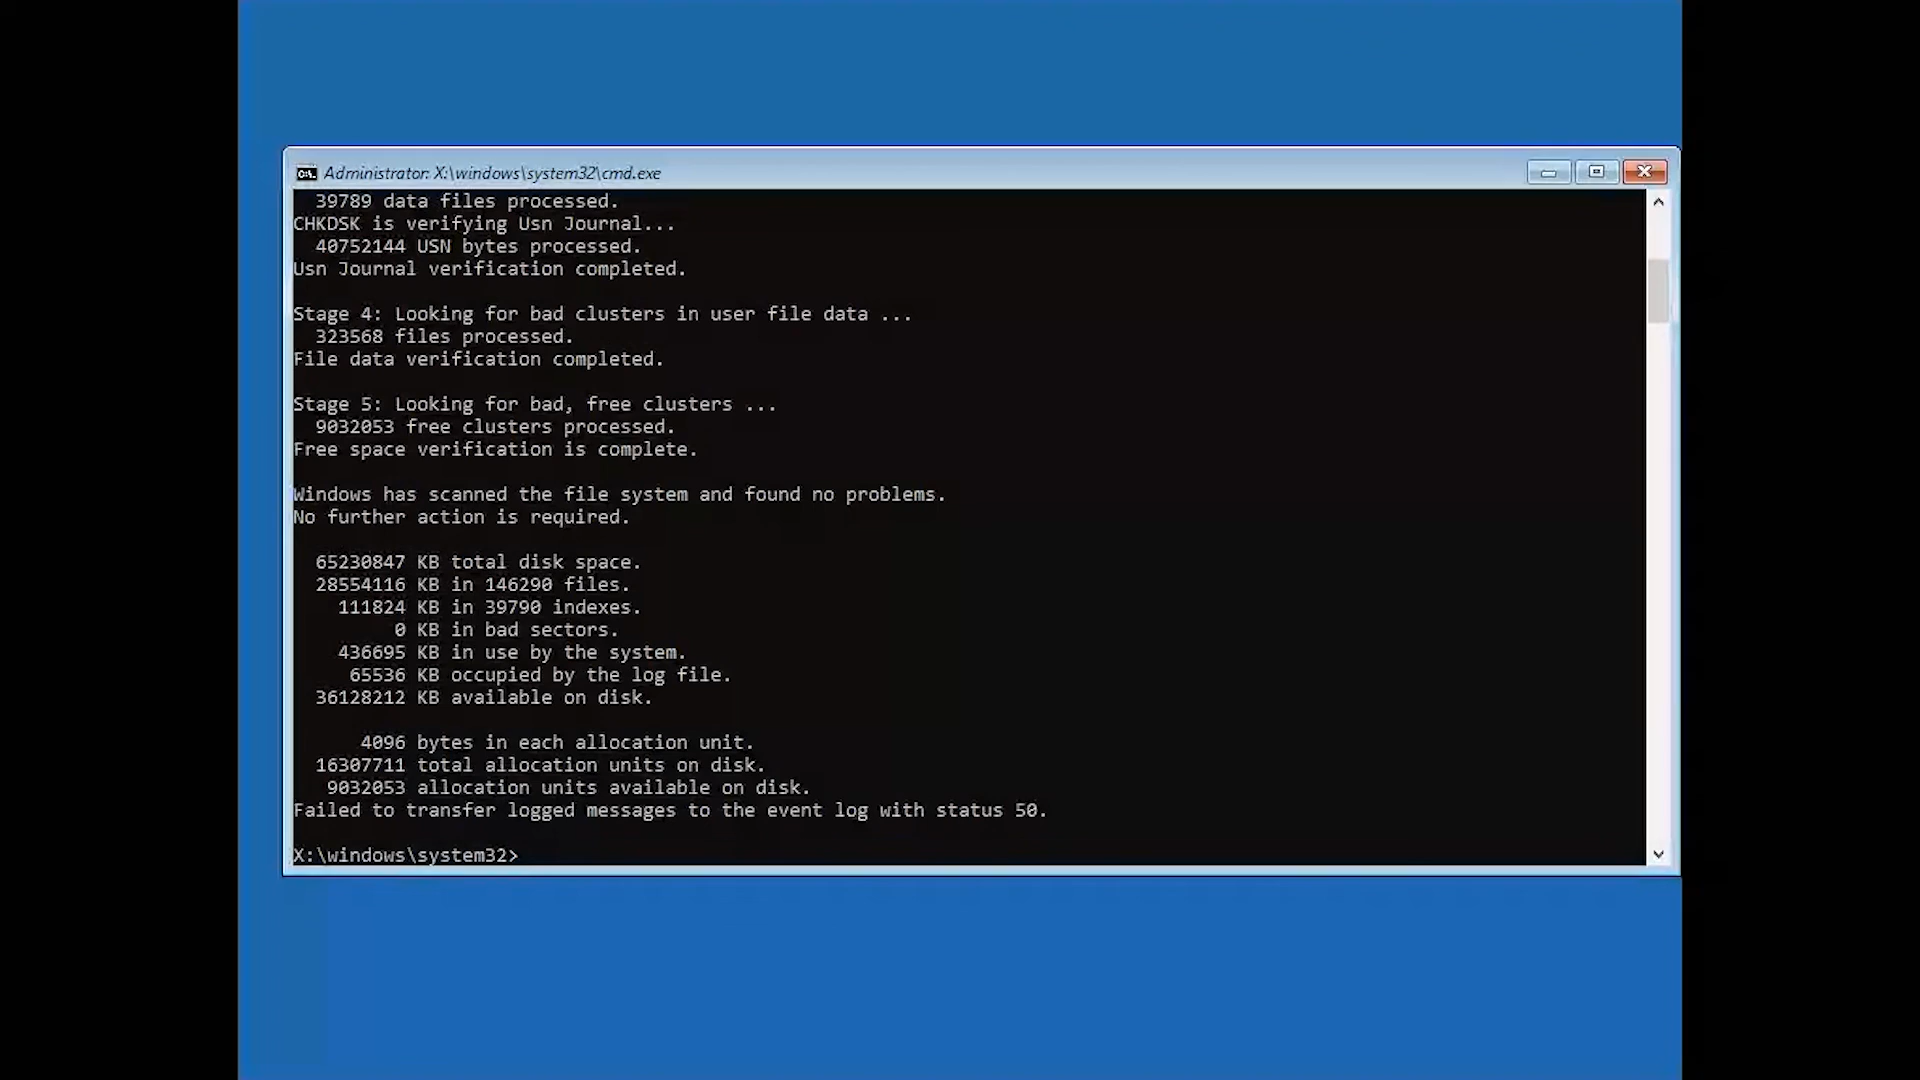 Administrator: X:\windows\system32\cmd.exe
39789 data files processed.
CHKDSK is verifying Usn Journal...
40752144 USN bytes processed.
Usn Journal verification completed.
Stage 4: Looking for bad clusters in user file data ...
323568 files processed.
File data verification completed.
Stage 5: Looking for bad, free clusters ...
9032053 free clusters processed.
Free space verification is complete.
Windows has scanned the file system and found no problems.
No further action is required.
65230847 KB total disk space.
28554116 KB in 146290 files.
111824 KB in 39790 indexes.
0 KB in bad sectors.
436695 KB in use by the system.
65536 KB occupied by the log file.
36128212 KB available on disk.
4096 bytes in each allocation unit.
16307711 total allocation units on disk.
9032053 allocation units available on disk.
Failed to transfer logged messages to the event log with status 50.
X:\windows\system32>